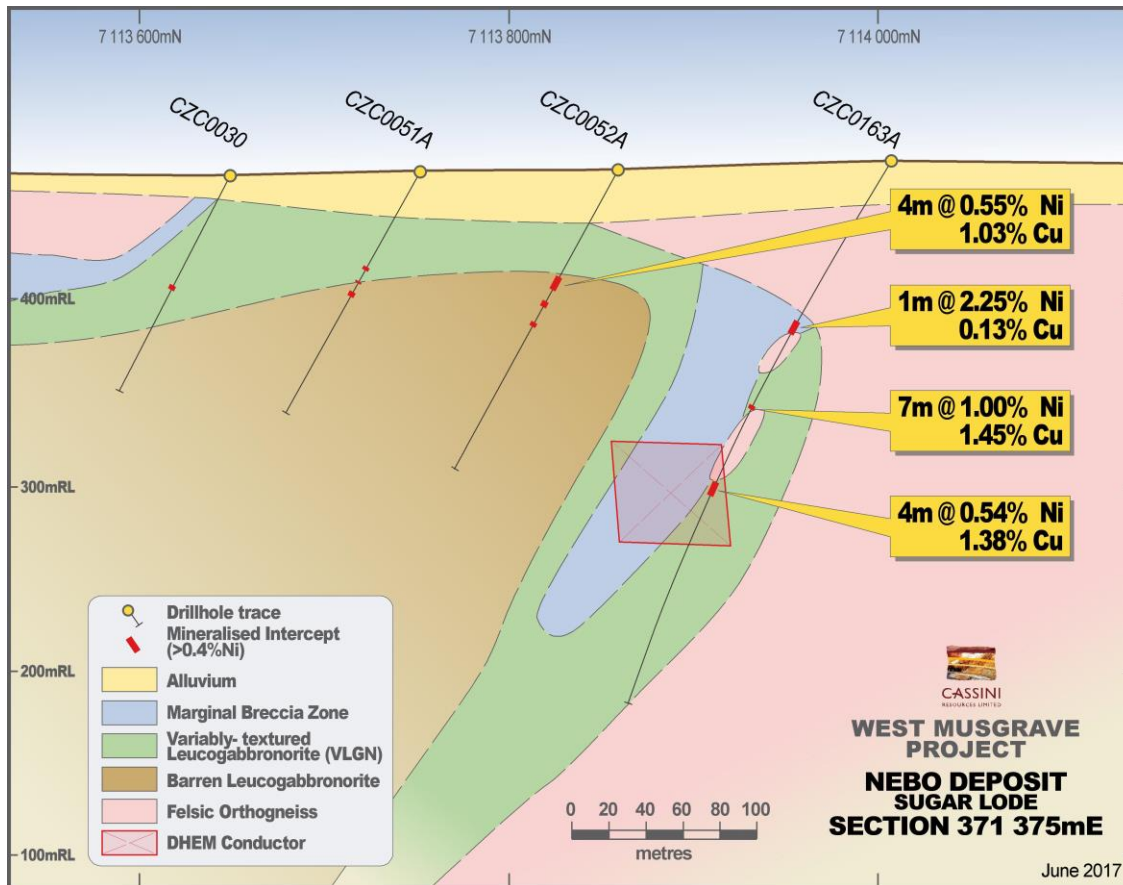 7 113 600mN
7 113 800mN
7 114 000mN
CZC0030
CZC0051A
CZC0052A
CZC0163A
4m @ 0.55% Ni
1.03% Cu
1m @ 2.25% Ni
0.13% Cu
7m @ 1.00% Ni
1.45% Cu
4m @ 0.54% Ni
1.38% Cu
400mRL
300mRL
200mRL
100mRL
Drillhole trace
Mineralised Intercept
(>0.4%Ni)
Alluvium
Marginal Breccia Zone
Variably- textured
Leucogabbronorite (VLGN)
Barren Leucogabbronorite
Felsic Orthogneiss
DHEM Conductor
0 20 40 60 80 100
metres
CASSINI
RESOURCES LIMITED
WEST MUSGRAVE
PROJECT
NEBO DEPOSIT
SUGAR LODE
SECTION 371 375mE
June 2017